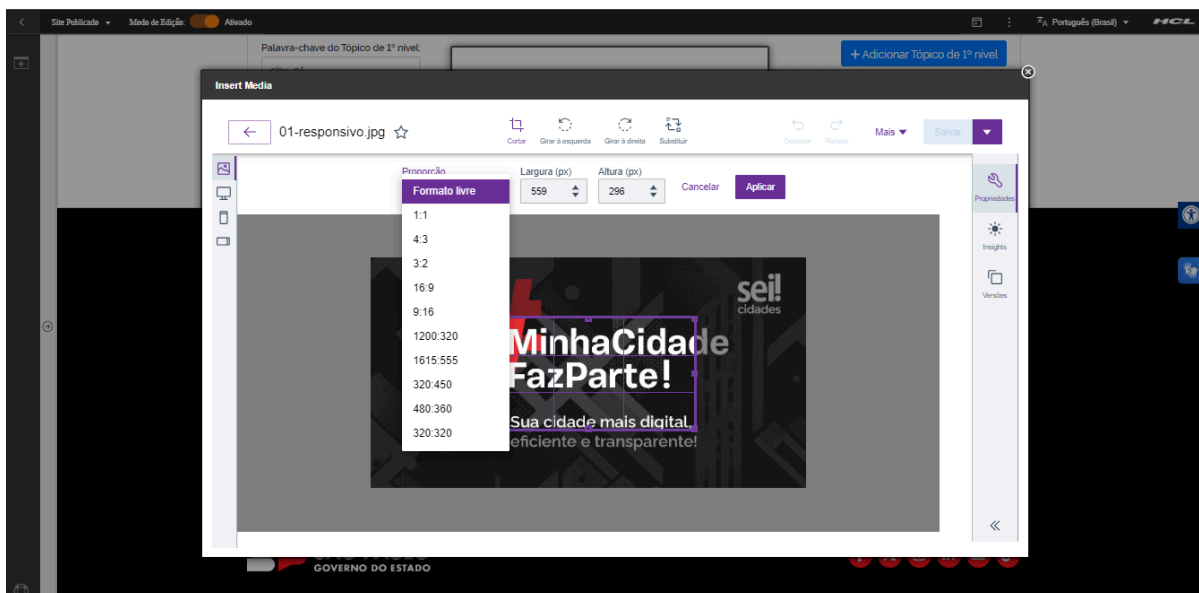 Site Publicado
Modo de Edição:
Ativado
Português (Brasil)
HCL
Palavra-chave do Tópico de 1º nível:
+ Adicionar Tópico de 1º nível
Insert Media
01-responsivo.jpg
Cortar
Girar à esquerda
Girar à direita
Substituir
Desfazer
Refazer
Mais
Salvar
Proporção
Largura (px)
Altura (px)
Formato livre
559
296
Cancelar
Aplicar
1:1
4:3
3:2
16:9
9:16
1200:320
1615:555
320:450
480:360
320:320
sei!
cidades
MinhaCidade
FazParte!
Sua cidade mais digital,
eficiente e transparente!
Propriedades
Insights
Versões
SÃO PAULO
GOVERNO DO ESTADO